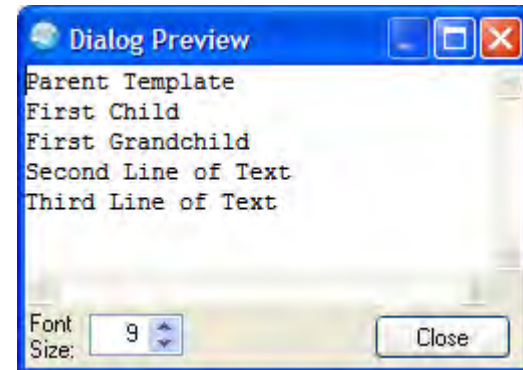 Dialog Preview
Parent Template
First Child
First Grandchild
Second Line of Text
Third Line of Text
Font
Size:
9
Close